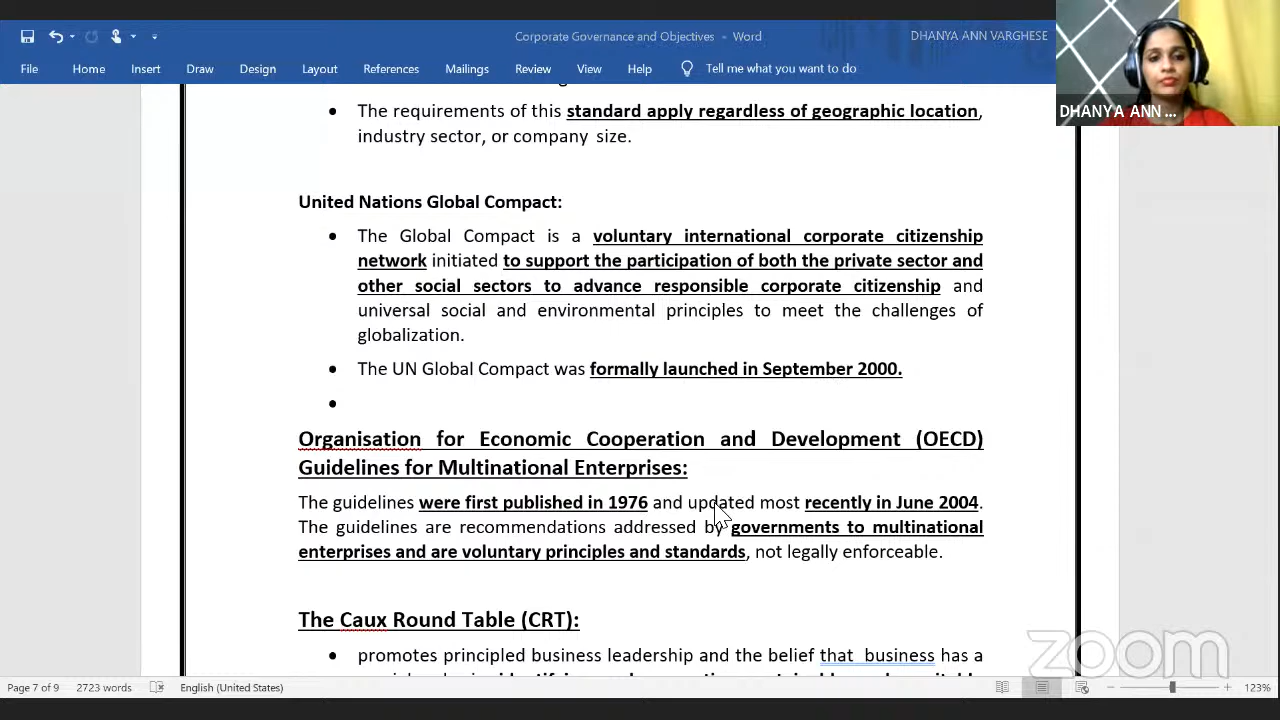 Corporate Governance and Objectives - Word
DHANYA ANN VARGHESE
File Home Insert Draw Design Layout References Mailings Review View Help Tell me what you want to do
DHANYA ANN ...
• The requirements of this standard apply regardless of geographic location,
industry sector, or company size.
United Nations Global Compact:
• The Global Compact is a voluntary international corporate citizenship
network initiated to support the participation of both the private sector and
other social sectors to advance responsible corporate citizenship and
universal social and environmental principles to meet the challenges of
globalization.
• The UN Global Compact was formally launched in September 2000.
•
Organisation for Economic Cooperation and Development (OECD)
Guidelines for Multinational Enterprises:
The guidelines were first published in 1976 and updated most recently in June 2004.
The guidelines are recommendations addressed by governments to multinational
enterprises and are voluntary principles and standards, not legally enforceable.
The Caux Round Table (CRT):
• promotes principled business leadership and the belief that business has a
zoom
Page 7 of 9 2723 words English (United States) 123%